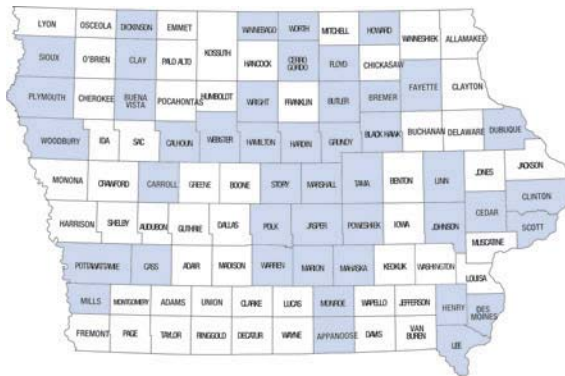 LYON OSCEOLA DICKINSON EMMET WINNEBAGO WORTH MITCHELL HOWARD WINNESHIEK ALLAMAKEE
KOSSUTH
SIOUX O'BRIEN CLAY PALO ALTO HANCOCK CERRO GORDO FLOYD CHICKASAW
FAYETTE CLAYTON
PLYMOUTH CHEROKEE BUENA VISTA POCAHONTAS HUMBOLDT WRIGHT FRANKLIN BUTLER BREMER
WOODBURY IDA SAC CALHOUN WEBSTER HAMILTON HARDIN GRUNDY BLACK HAWK BUCHANAN DELAWARE DUBUQUE
MONONA CRAWFORD CARROLL GREENE BOONE STORY MARSHALL TAMA BENTON LINN JONES JACKSON
CLINTON
CEDAR
HARRISON SHELBY AUDUBON GUTHRIE DALLAS POLK JASPER POWESHIEK IOWA JOHNSON SCOTT
MUSCATINE
POTTAWATTAMIE CASS ADAIR MADISON WARREN MARION MAHASKA KEOKUK WASHINGTON
LOUISA
MILLS MONTGOMERY ADAMS UNION CLARKE LUCAS MONROE WAPELLO JEFFERSON HENRY DES MOINES
FREMONT PAGE TAYLOR RINGGOLD DECATUR WAYNE APPANOOSE DAVIS VAN BUREN LEE